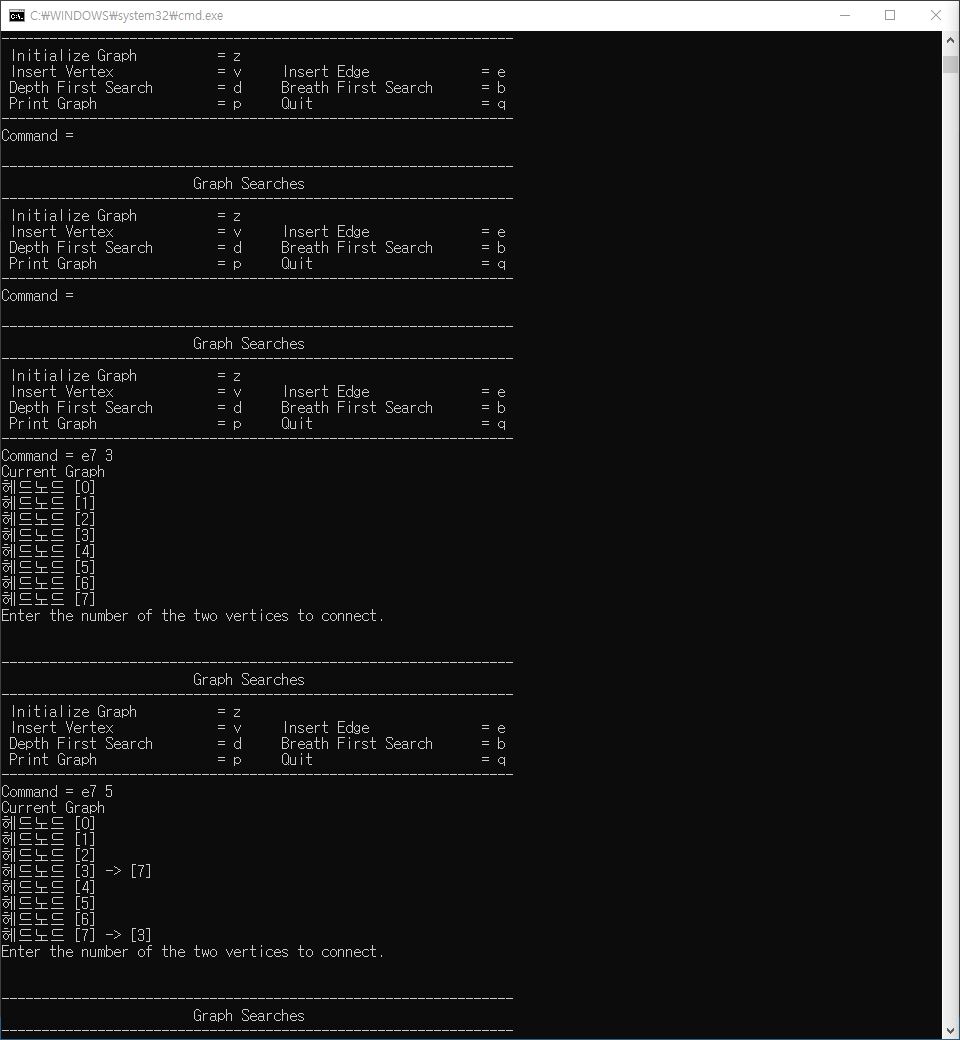 C:₩WINDOWS₩system32₩cmd.exe
----------------------------------------------------------------
Initialize Graph = z
Insert Vertex = v Insert Edge = e
Depth First Search = d Breath First Search = b
Print Graph = p Quit = q
----------------------------------------------------------------
Command =
----------------------------------------------------------------
Graph Searches
----------------------------------------------------------------
Initialize Graph = z
Insert Vertex = v Insert Edge = e
Depth First Search = d Breath First Search = b
Print Graph = p Quit = q
----------------------------------------------------------------
Command =
----------------------------------------------------------------
Graph Searches
----------------------------------------------------------------
Initialize Graph = z
Insert Vertex = v Insert Edge = e
Depth First Search = d Breath First Search = b
Print Graph = p Quit = q
----------------------------------------------------------------
Command = e7 3
Current Graph
헤드노드 [0]
헤드노드 [1]
헤드노드 [2]
헤드노드 [3]
헤드노드 [4]
헤드노드 [5]
헤드노드 [6]
헤드노드 [7]
Enter the number of the two vertices to connect.
----------------------------------------------------------------
Graph Searches
----------------------------------------------------------------
Initialize Graph = z
Insert Vertex = v Insert Edge = e
Depth First Search = d Breath First Search = b
Print Graph = p Quit = q
----------------------------------------------------------------
Command = e7 5
Current Graph
헤드노드 [0]
헤드노드 [1]
헤드노드 [2]
헤드노드 [3] -> [7]
헤드노드 [4]
헤드노드 [5]
헤드노드 [6]
헤드노드 [7] -> [3]
Enter the number of the two vertices to connect.
----------------------------------------------------------------
Graph Searches
----------------------------------------------------------------